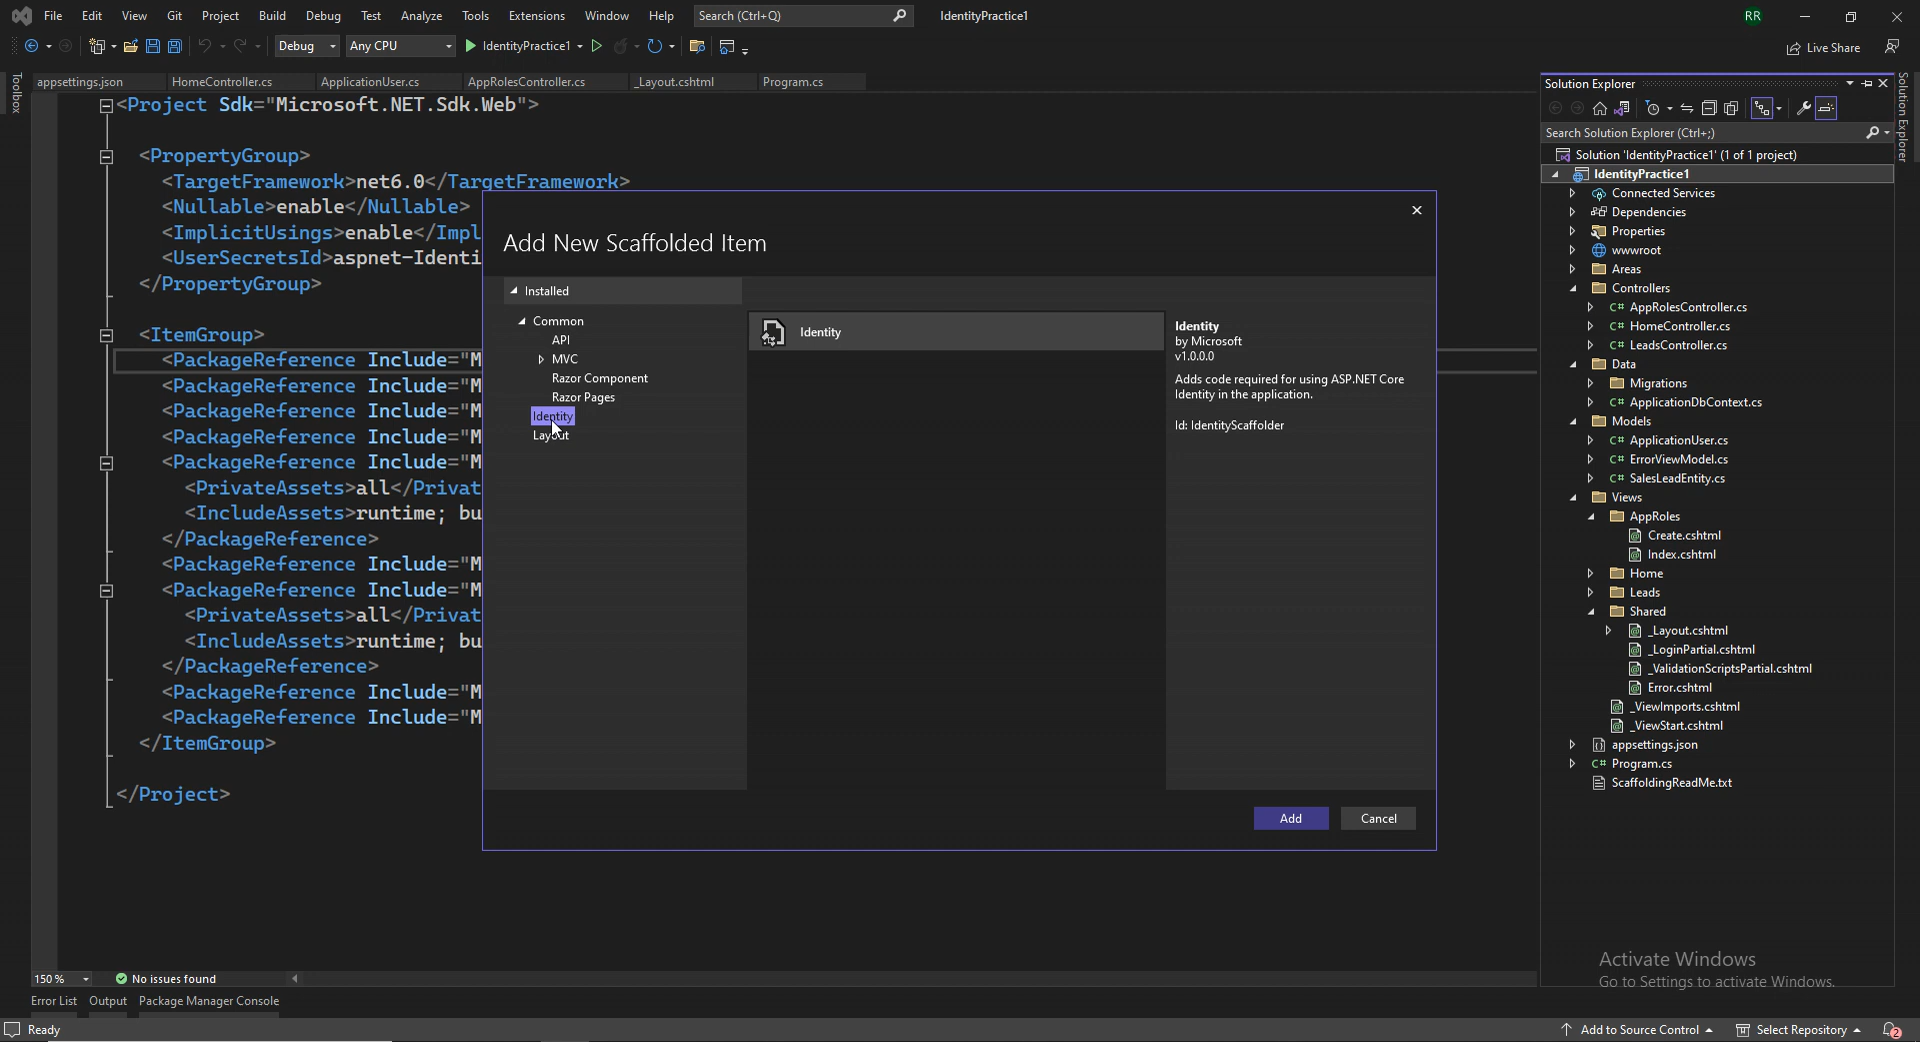 File Edit View Git Project Build Debug Test Analyze Tools Extensions Window Help Search (Ctrl+Q) IdentityPractice1 RR
Debug Any CPU IdentityPractice1 Live Share
Toolbox
appsettings.json HomeController.cs ApplicationUser.cs AppRolesController.cs _Layout.cshtml Program.cs
<Project Sdk="Microsoft.NET.Sdk.Web">
<PropertyGroup>
<TargetFramework>net6.0</TargetFramework>
<Nullable>enable</Nullable>
<ImplicitUsings>enable</Impl
<UserSecretsId>aspnet-Identi
</PropertyGroup>
<ItemGroup>
<PackageReference Include="M
<PackageReference Include="M
<PackageReference Include="M
<PackageReference Include="M
<PackageReference Include="M
<PrivateAssets>all</Privat
<IncludeAssets>runtime; bu
</PackageReference>
<PackageReference Include="M
<PackageReference Include="M
<PrivateAssets>all</Privat
<IncludeAssets>runtime; bu
</PackageReference>
<PackageReference Include="M
<PackageReference Include="M
</ItemGroup>
</Project>
Add New Scaffolded Item
Installed
Common
API
MVC
Razor Component
Razor Pages
Identity
Layout
Identity
Identity
by Microsoft
v1.0.0.0
Adds code required for using ASP.NET Core
Identity in the application.
Id: IdentityScaffolder
Add Cancel
Solution Explorer
Search Solution Explorer (Ctrl+;)
Solution 'IdentityPractice1' (1 of 1 project)
IdentityPractice1
Connected Services
Dependencies
Properties
wwwroot
Areas
Controllers
C# AppRolesController.cs
C# HomeController.cs
C# LeadsController.cs
Data
Migrations
C# ApplicationDbContext.cs
Models
C# ApplicationUser.cs
C# ErrorViewModel.cs
C# SalesLeadEntity.cs
Views
AppRoles
Create.cshtml
Index.cshtml
Home
Leads
Shared
_Layout.cshtml
_LoginPartial.cshtml
_ValidationScriptsPartial.cshtml
Error.cshtml
_ViewImports.cshtml
_ViewStart.cshtml
appsettings.json
C# Program.cs
ScaffoldingReadMe.txt
Solution Explorer
Activate Windows
Go to Settings to activate Windows.
150 % No issues found
Error List Output Package Manager Console
Ready Add to Source Control Select Repository 2